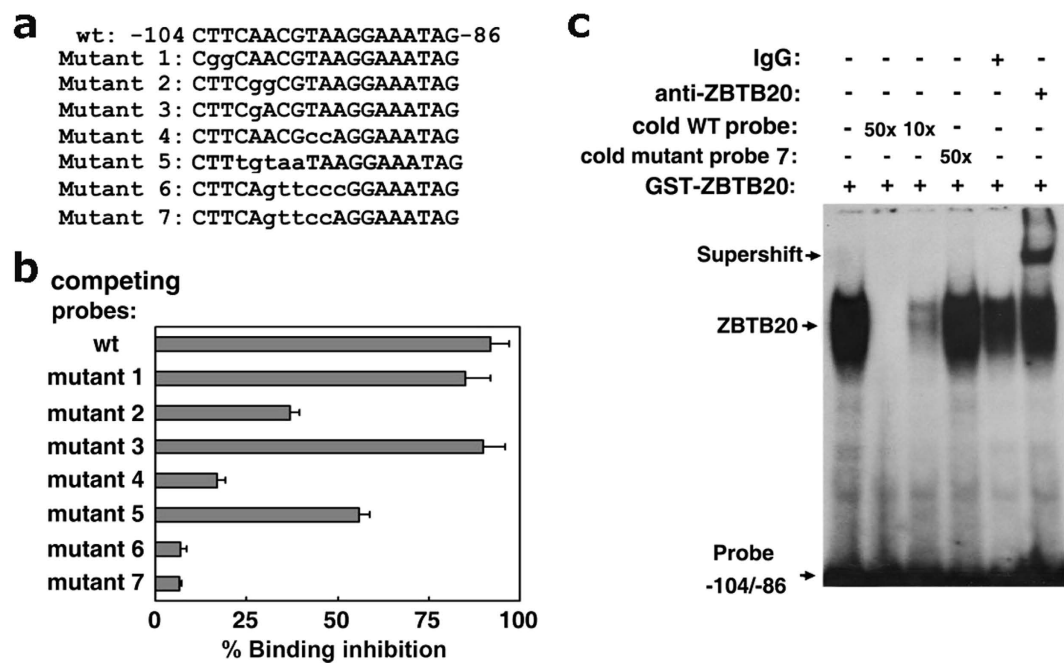 a
wt: -104 CTTCAACGTAAGGAAATAG-86
Mutant 1: CggCAACGTAAGGAAATAG
Mutant 2: CTTCggCGTAAGGAAATAG
Mutant 3: CTTCgACGTAAGGAAATAG
Mutant 4: CTTCAACGccAGGAAATAG
Mutant 5: CTTtgtaaTAAGGAAATAG
Mutant 6: CTTCAgttcccGGAAATAG
Mutant 7: CTTCAgttccAGGAAATAG
b
competing
probes:
wt
mutant 1
mutant 2
mutant 3
mutant 4
mutant 5
mutant 6
mutant 7
0 25 50 75 100
% Binding inhibition
c
IgG: - - - - + -
anti-ZBTB20: - - - - - +
cold WT probe: - 50x 10x - - -
cold mutant probe 7: - - - 50x - -
GST-ZBTB20: + + + + + +
Supershift
ZBTB20
Probe
-104/-86